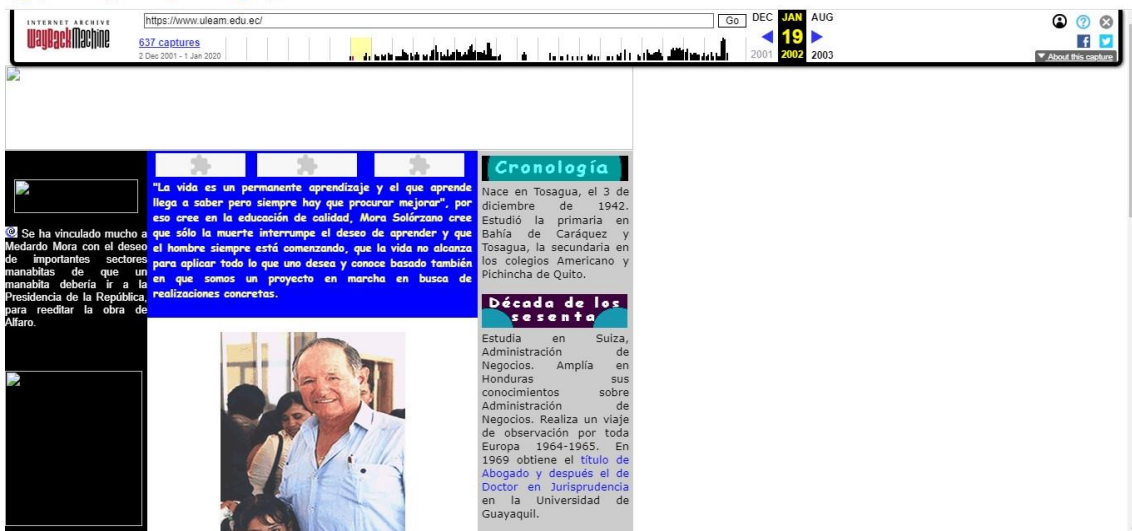 INTERNET ARCHIVE
WayBackMachine
https://www.uleam.edu.ec/
Go
DEC JAN AUG
637 captures
19
2 Dec 2001 - 1 Jan 2020
2001 2002 2003
About this capture
Se ha vinculado mucho a
Medardo Mora con el deseo
de importantes sectores
manabitas de que un
manabita debería ir a la
Presidencia de la República,
para reeditar la obra de
Alfaro.
"La vida es un permanente aprendizaje y el que aprende
llega a saber pero siempre hay que procurar mejorar", por
eso cree en la educación de calidad, Mora Solórzano cree
que sólo la muerte interrumpe el deseo de aprender y que
el hombre siempre está comenzando, que la vida no alcanza
para aplicar todo lo que uno desea y conoce basado también
en que somos un proyecto en marcha en busca de
realizaciones concretas.
Cronología
Nace en Tosagua, el 3 de
diciembre de 1942.
Estudió la primaria en
Bahía de Caráquez y
Tosagua, la secundaria en
los colegios Americano y
Pichincha de Quito.
Década de los
sesenta
Estudia en Suiza,
Administración de
Negocios. Amplía en
Honduras sus
conocimientos sobre
Administración de
Negocios. Realiza un viaje
de observación por toda
Europa 1964-1965. En
1969 obtiene el título de
Abogado y después el de
Doctor en Jurisprudencia
en la Universidad de
Guayaquil.